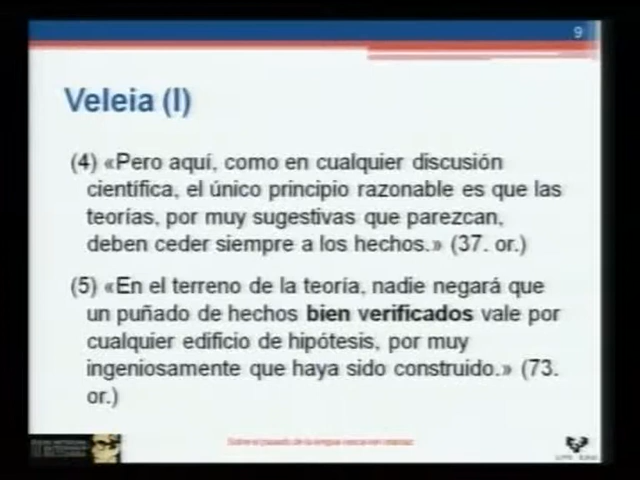 9
Veleia (I)
(4) «Pero aquí, como en cualquier discusión
científica, el único principio razonable es que las
teorías, por muy sugestivas que parezcan,
deben ceder siempre a los hechos.» (37. or.)
(5) «En el terreno de la teoría, nadie negará que
un puñado de hechos bien verificados vale por
cualquier edificio de hipótesis, por muy
ingeniosamente que haya sido construido.» (73.
or.)